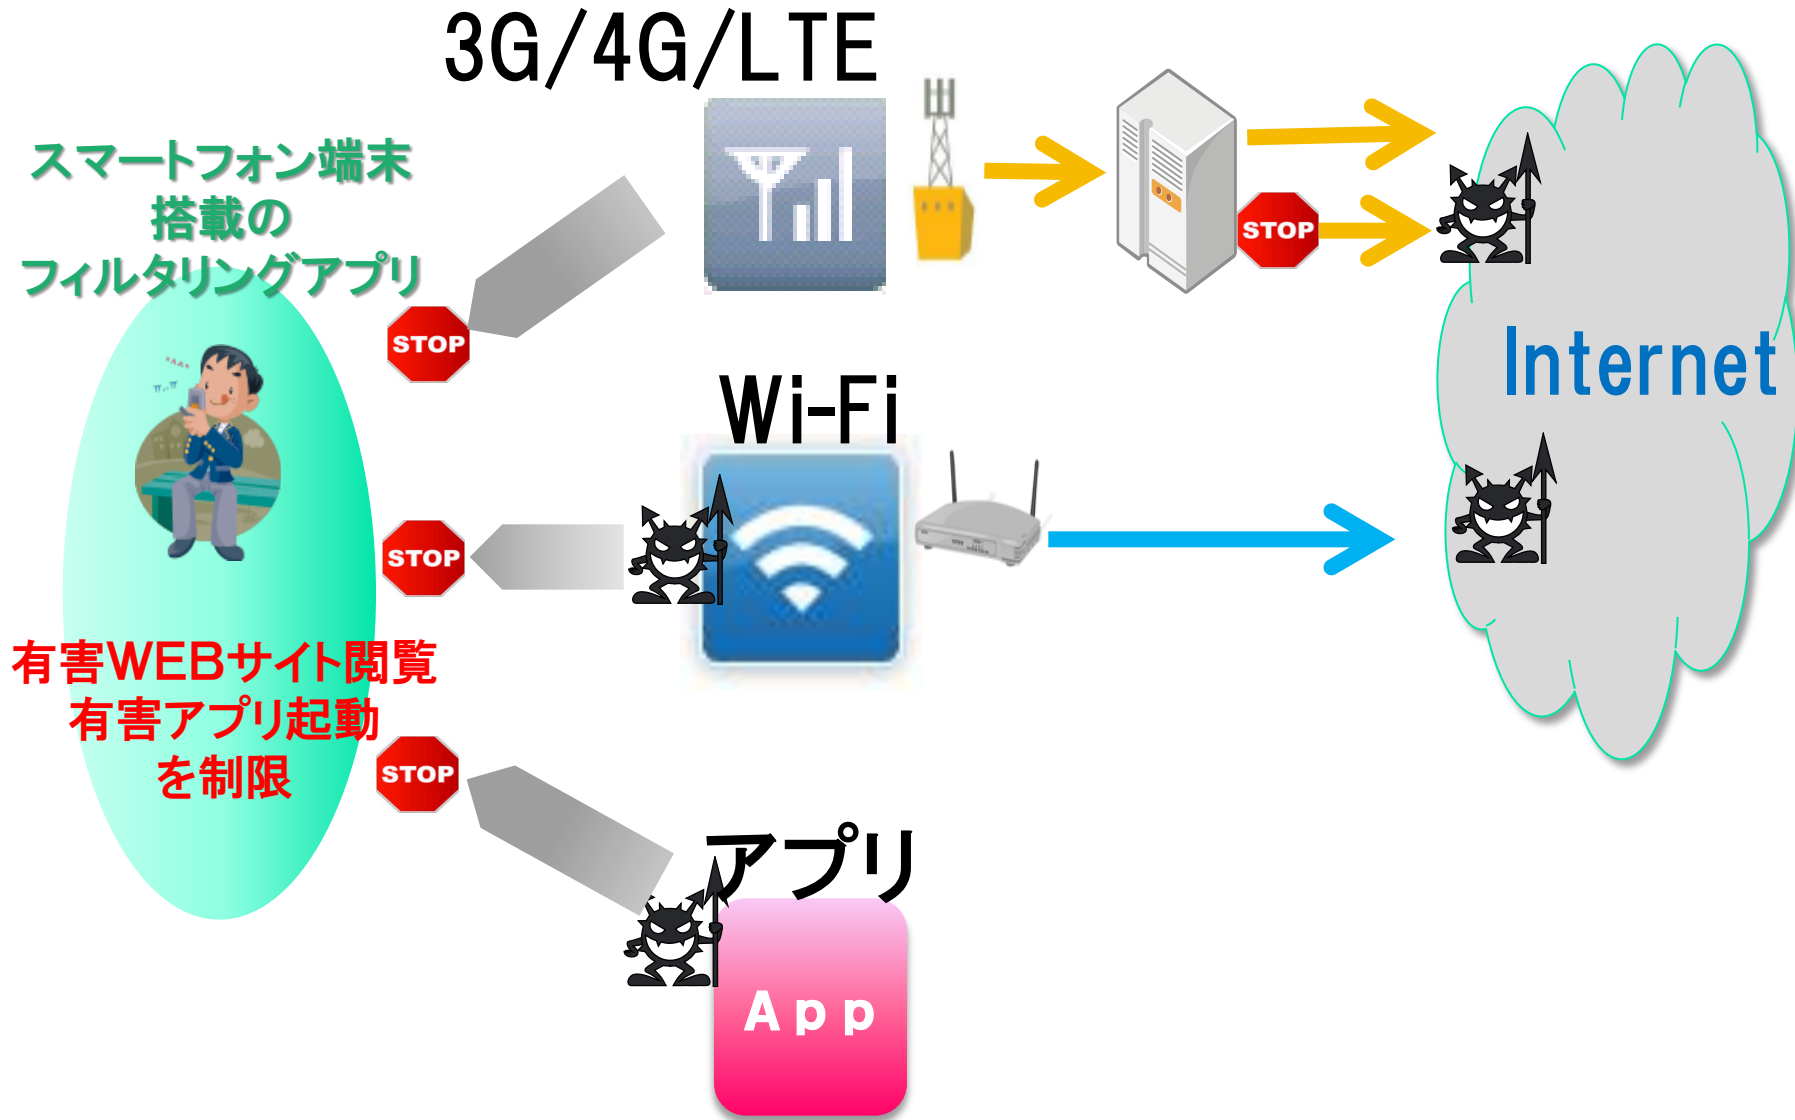 3G/4G/LTE
スマートフォン端末
搭載の
フィルタリングアプリ
STOP
STOP
Internet
Wi-Fi
STOP
有害WEBサイト閲覧
有害アプリ起動
を制限
STOP
アプリ
App